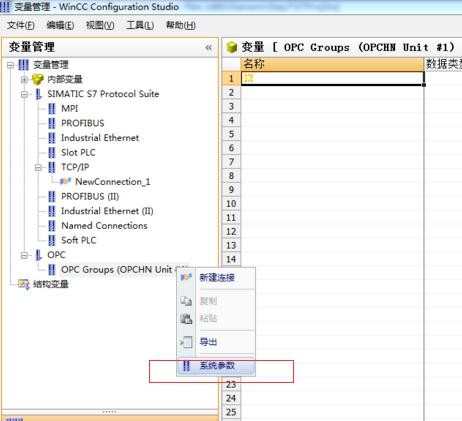 变量管理 - WinCC Configuration Studio
文件(F) 编辑(E) 视图(V) 工具(L) 帮助(H)
变量管理 «
变量管理
内部变量
SIMATIC S7 Protocol Suite
MPI
PROFIBUS
Industrial Ethernet
Slot PLC
TCP/IP
NewConnection_1
PROFIBUS (II)
Industrial Ethernet (II)
Named Connections
Soft PLC
OPC
OPC Groups (OPCHN Unit
结构变量
新建连接
复制
粘贴
导出
系统参数
变量 [ OPC Groups (OPCHN Unit #1) ]
名称 数据类型
1
2
3
4
5
6
7
8
9
10
11
12
13
14
23
24
25